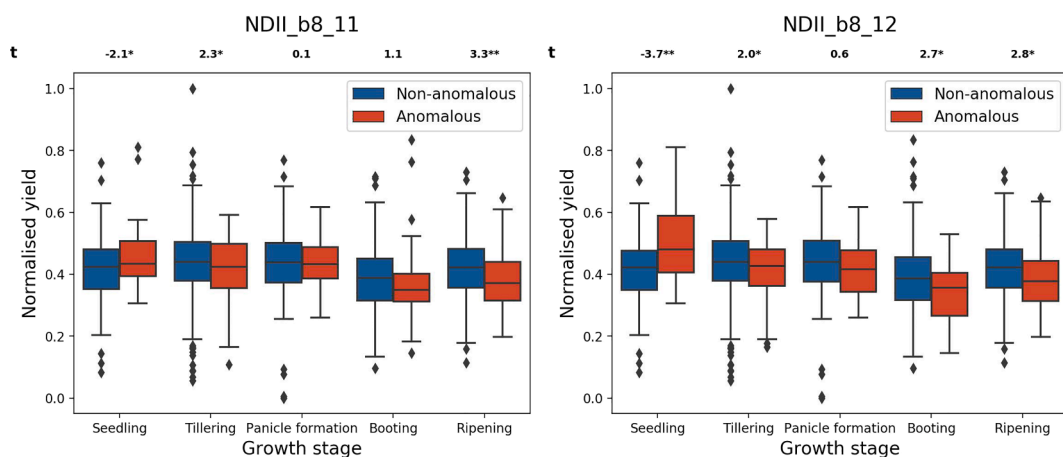 NDII_b8_11
t -2.1* 2.3* 0.1 1.1 3.3**
Non-anomalous
Anomalous
1.0
0.8
0.6
0.4
0.2
0.0
Normalised yield
Seedling Tillering Panicle formation Booting Ripening
Growth stage
NDII_b8_12
t -3.7** 2.0* 0.6 2.7* 2.8*
Non-anomalous
Anomalous
1.0
0.8
0.6
0.4
0.2
0.0
Normalised yield
Seedling Tillering Panicle formation Booting Ripening
Growth stage